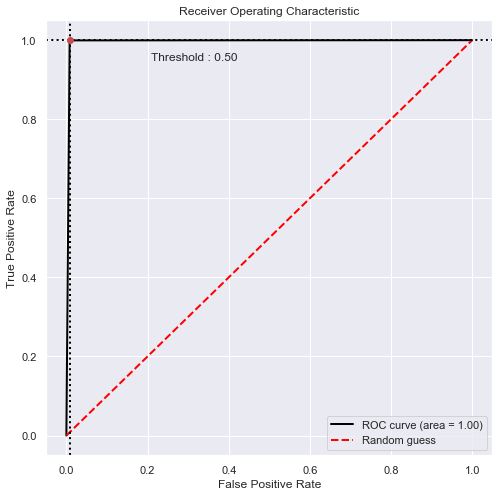 Receiver Operating Characteristic
1.0
Threshold : 0.50
0.8
True Positive Rate
0.6
0.4
0.2
0.0
ROC curve (area = 1.00)
Random guess
0.0 0.2 0.4 0.6 0.8 1.0
False Positive Rate